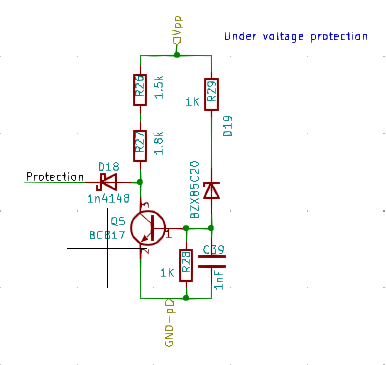 DAVpp
Under voltage protection
R26
1.5k
R29
1K
D19
R27
1.8k
Protection
D18
1n4148
BZX85C20
3
Q5
BC817
1
2
C39
R28
1K
1nF
GND-pD